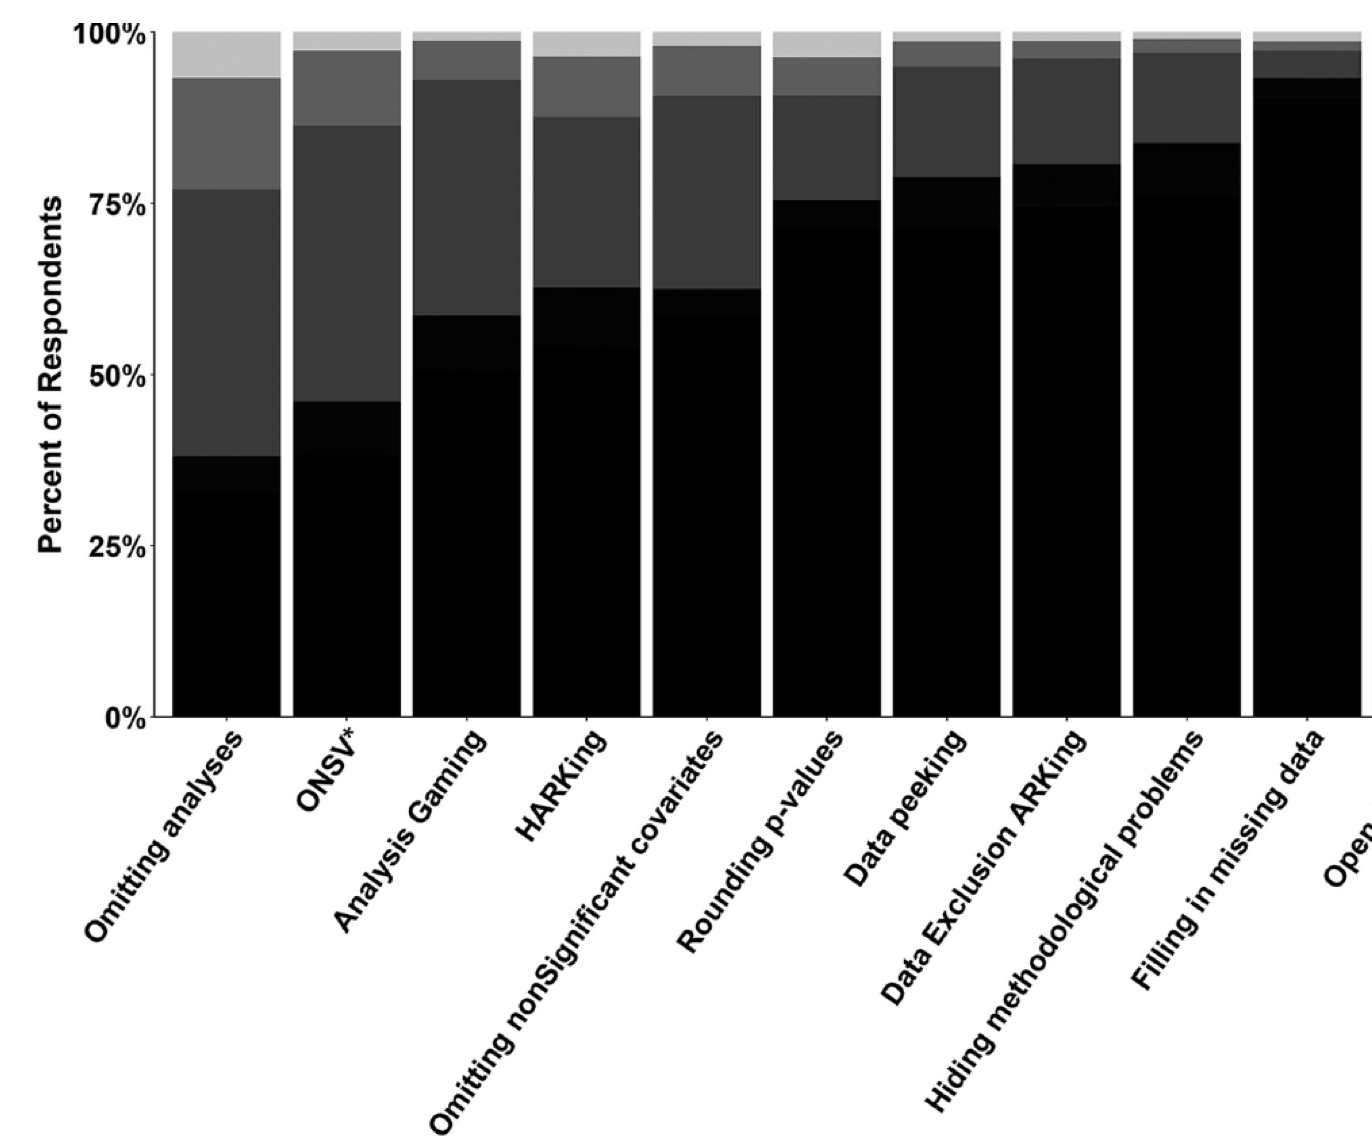 100%
75%
50%
25%
0%
Percent of Respondents
Omitting analyses
ONSV*
Analysis Gaming
HARKing
Omitting nonSignificant covariates
Rounding p-values
Data peeking
Data Exclusion ARKing
Hiding methodological problems
Filling in missing data